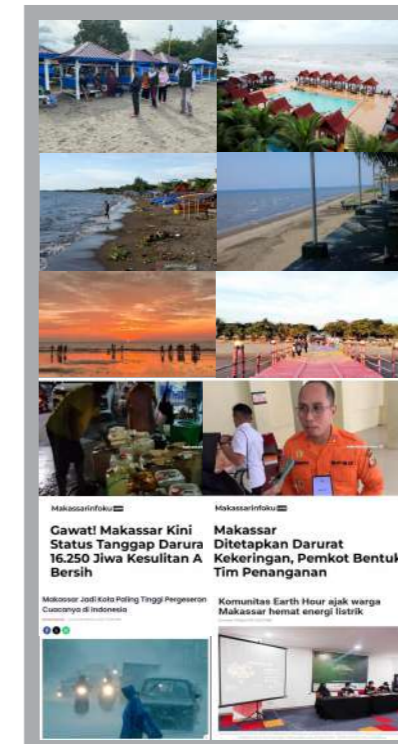 Makassarinfoku
Gawat! Makassar Kini
Status Tanggap Darura
16.250 Jiwa Kesulitan A
Bersih
Makassarinfoku
Makassar
Ditetapkan Darurat
Kekeringan, Pemkot Bentuk
Tim Penanganan
Makassar Jadi Kota Paling Tinggi Pergeseran
Cuacanya di Indonesia
Komunitas Earth Hour ajak warga
Makassar hemat energi listrik